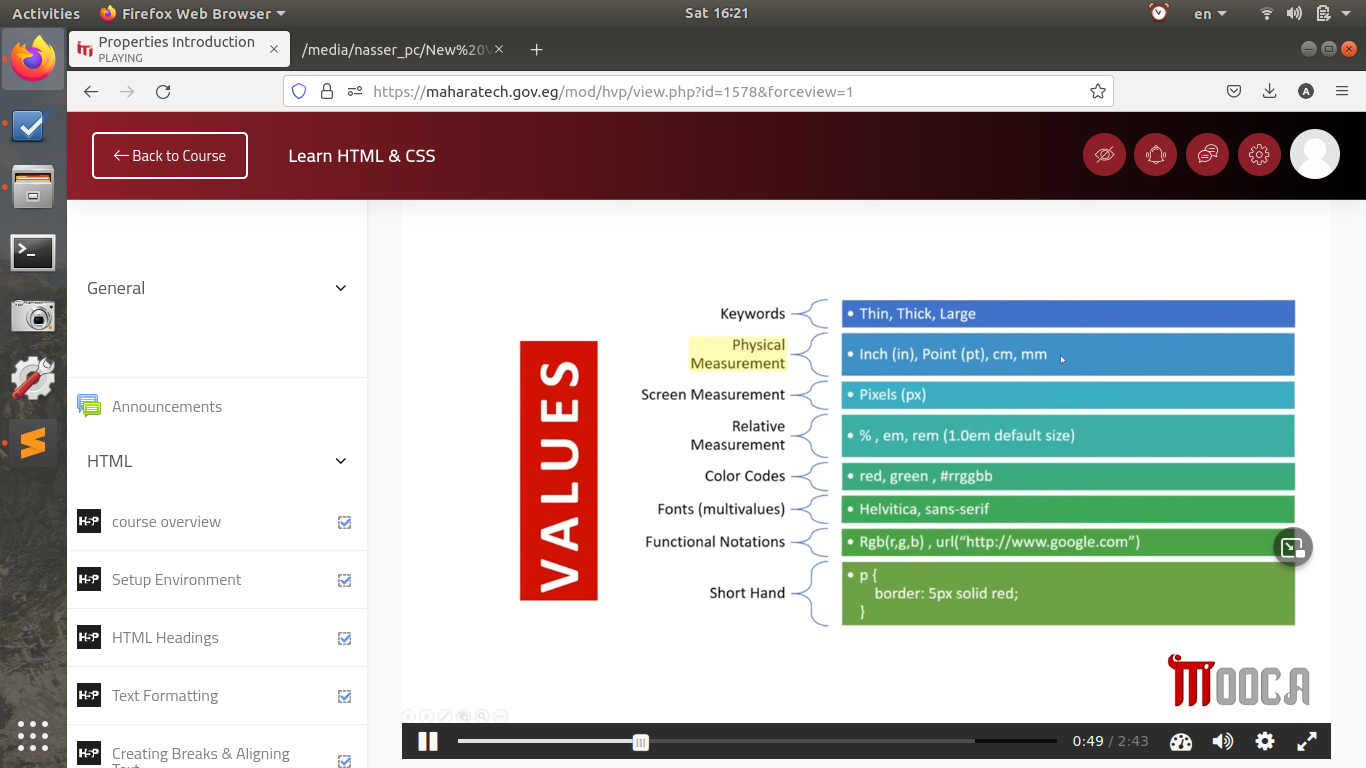 Activities
Firefox Web Browser
Sat 16:21
en
Properties Introduction
PLAYING
/media/nasser_pc/New%20V
https://maharatech.gov.eg/mod/hvp/view.php?id=1578&forceview=1
A
Back to Course
Learn HTML & CSS
General
Announcements
HTML
H-P course overview
H-P Setup Environment
H-P HTML Headings
H-P Text Formatting
H-P Creating Breaks & Aligning
Text
VALUES
Keywords
• Thin, Thick, Large
Physical
Measurement
• Inch (in), Point (pt), cm, mm
Screen Measurement
• Pixels (px)
Relative
Measurement
• % , em, rem (1.0em default size)
Color Codes
• red, green , #rrggbb
Fonts (multivalues)
• Helvitica, sans-serif
Functional Notations
• Rgb(r,g,b) , url(“http://www.google.com”)
Short Hand
• p {
border: 5px solid red;
}
MOOCA
0:49 / 2:43